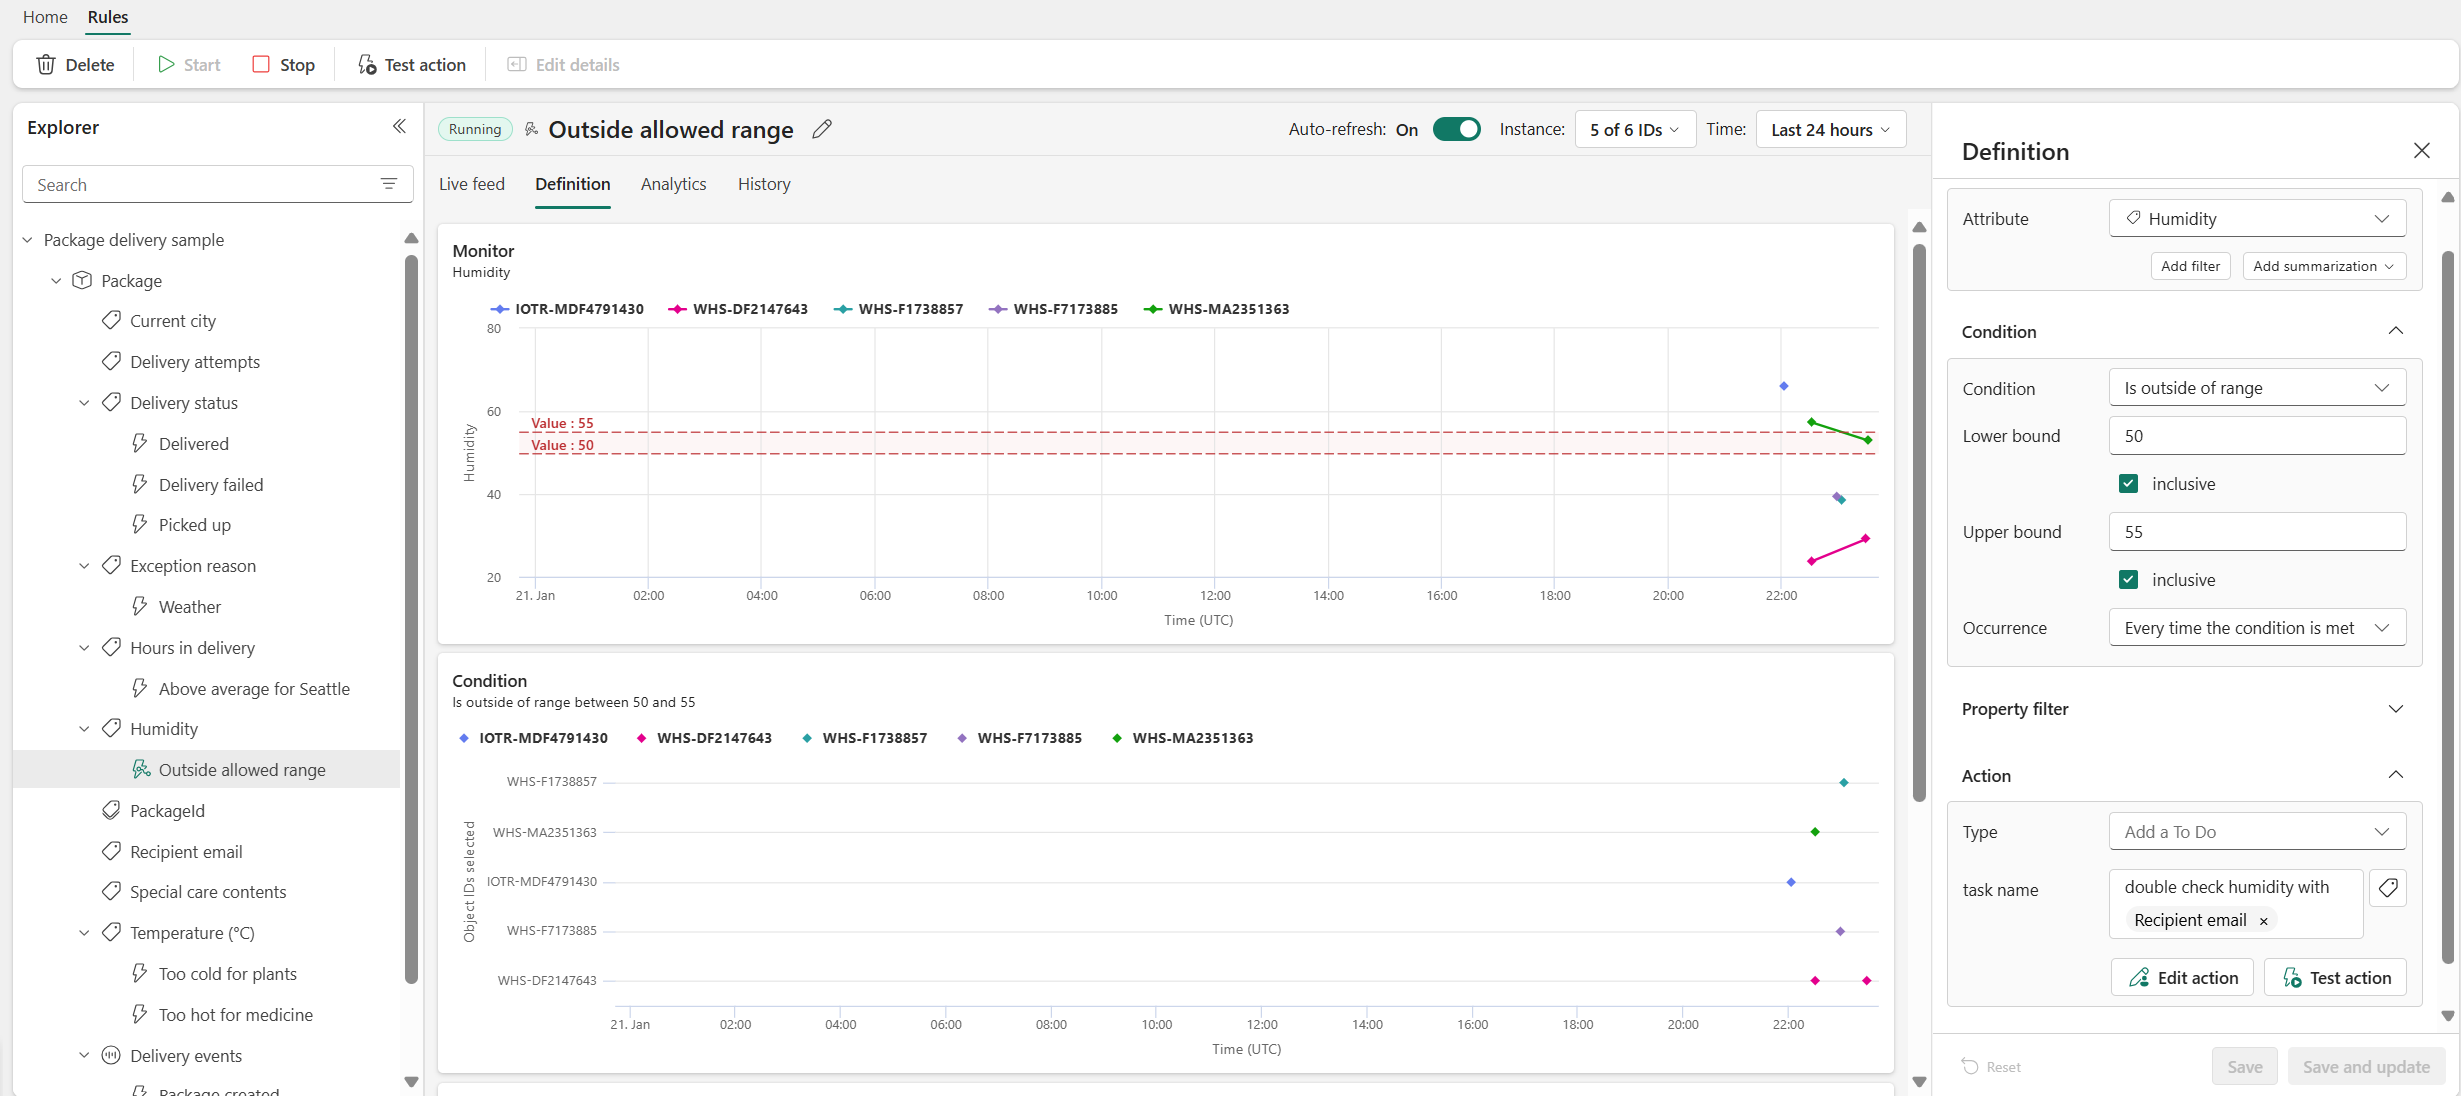 Home Rules
Delete Start Stop Test action Edit details
Explorer
Search
Package delivery sample
Package
Current city
Delivery attempts
Delivery status
Delivered
Delivery failed
Picked up
Exception reason
Weather
Hours in delivery
Above average for Seattle
Humidity
Outside allowed range
PackageId
Recipient email
Special care contents
Temperature (°C)
Too cold for plants
Too hot for medicine
Delivery events
Package created
Running Outside allowed range
Auto-refresh: On Instance: 5 of 6 IDs Time: Last 24 hours
Live feed Definition Analytics History
Monitor
Humidity
IOTR-MDF4791430 WHS-DF2147643 WHS-F1738857 WHS-F7173885 WHS-MA2351363
80
60
40
20
Humidity
Value : 55
Value : 50
21. Jan 02:00 04:00 06:00 08:00 10:00 12:00 14:00 16:00 18:00 20:00 22:00
Time (UTC)
Condition
Is outside of range between 50 and 55
IOTR-MDF4791430 WHS-DF2147643 WHS-F1738857 WHS-F7173885 WHS-MA2351363
Object IDs selected
WHS-F1738857
WHS-MA2351363
IOTR-MDF4791430
WHS-F7173885
WHS-DF2147643
21. Jan 02:00 04:00 06:00 08:00 10:00 12:00 14:00 16:00 18:00 20:00 22:00
Time (UTC)
Definition
Attribute Humidity
Add filter Add summarization
Condition
Condition Is outside of range
Lower bound 50
inclusive
Upper bound 55
inclusive
Occurrence Every time the condition is met
Property filter
Action
Type Add a To Do
task name double check humidity with
Recipient email ×
Edit action Test action
Reset Save Save and update